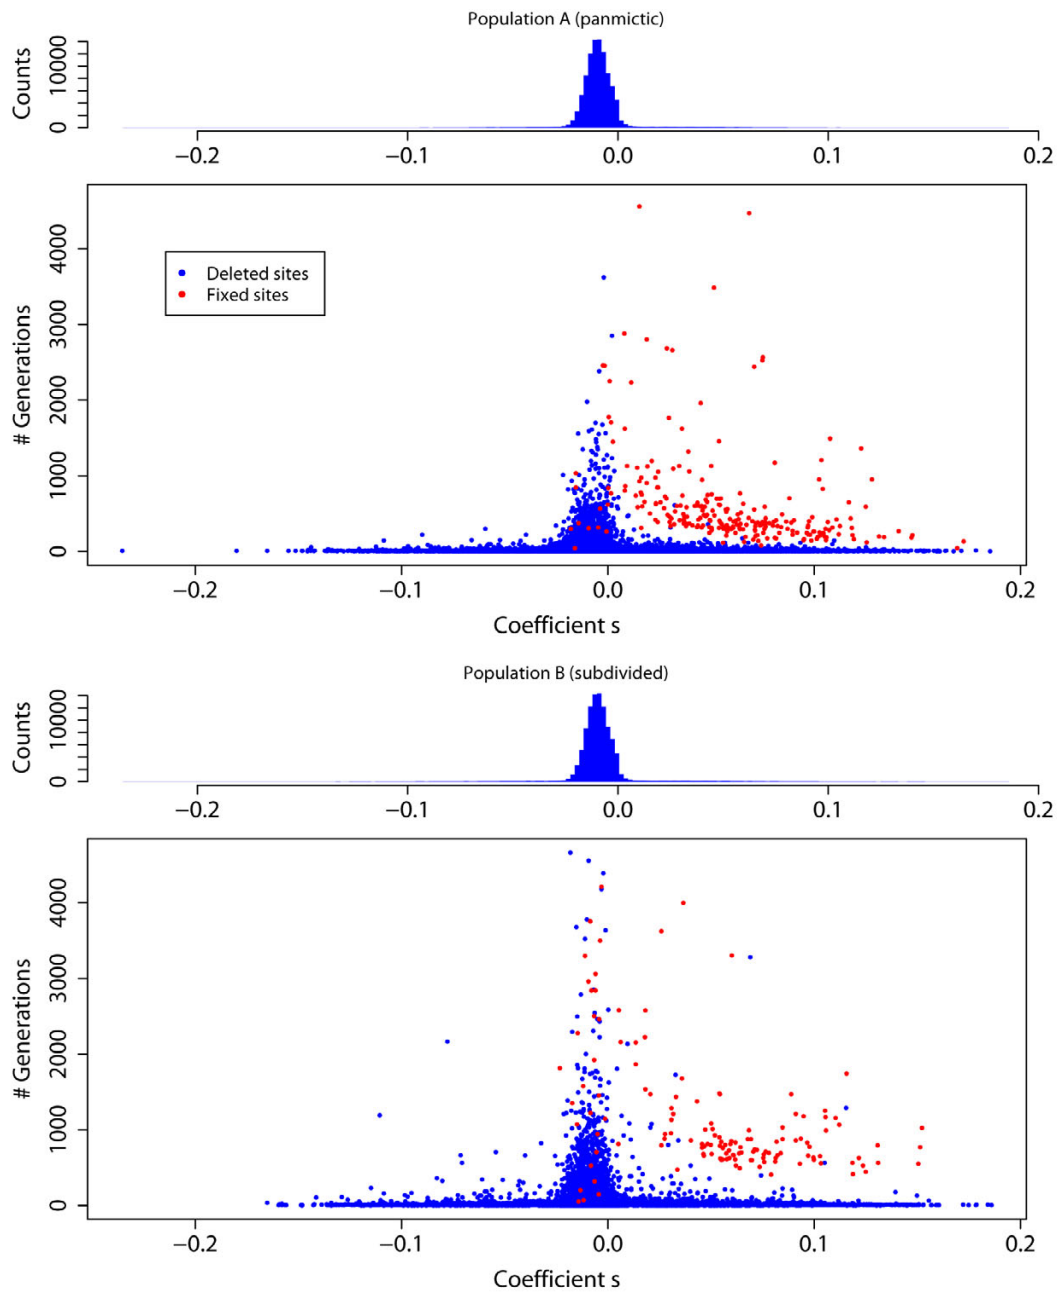 Population A (panmictic)
Counts
10000
0
−0.2 −0.1 0.0 0.1 0.2
# Generations
4000
3000
2000
1000
0
Deleted sites
Fixed sites
−0.2 −0.1 0.0 0.1 0.2
Coefficient s
Population B (subdivided)
Counts
10000
0
−0.2 −0.1 0.0 0.1 0.2
# Generations
4000
3000
2000
1000
0
−0.2 −0.1 0.0 0.1 0.2
Coefficient s